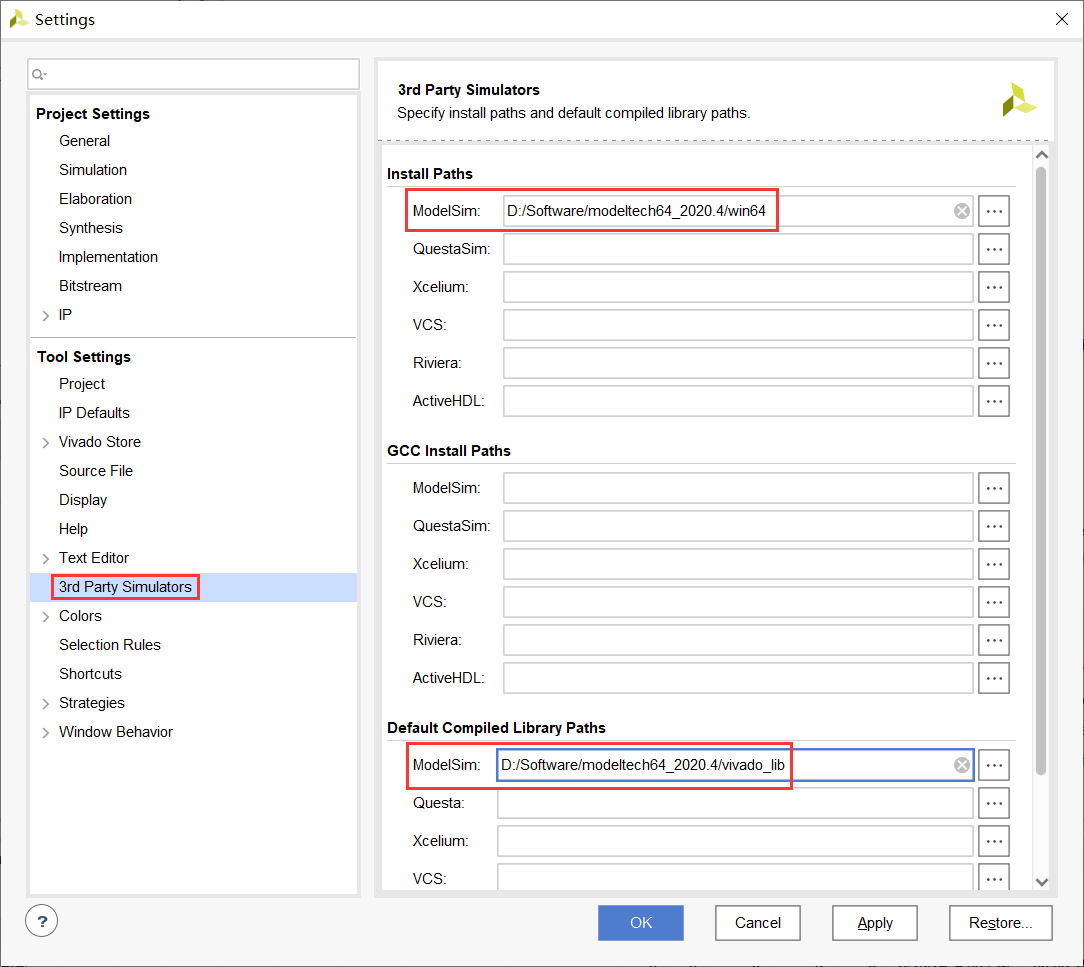 Settings
Project Settings
General
Simulation
Elaboration
Synthesis
Implementation
Bitstream
IP
Tool Settings
Project
IP Defaults
Vivado Store
Source File
Display
Help
Text Editor
3rd Party Simulators
Colors
Selection Rules
Shortcuts
Strategies
Window Behavior
3rd Party Simulators
Specify install paths and default compiled library paths.
Install Paths
ModelSim: D:/Software/modeltech64_2020.4/win64 ...
QuestaSim: ...
Xcelium: ...
VCS: ...
Riviera: ...
ActiveHDL: ...
GCC Install Paths
ModelSim: ...
QuestaSim: ...
Xcelium: ...
VCS: ...
Riviera: ...
ActiveHDL: ...
Default Compiled Library Paths
ModelSim: D:/Software/modeltech64_2020.4/vivado_lib ...
Questa: ...
Xcelium: ...
VCS: ...
? OK Cancel Apply Restore...